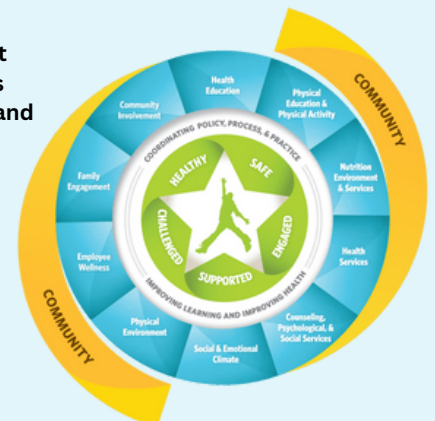 t
s
and
COMMUNITY
Health
Education
Physical
Education &
Physical Activity
Nutrition
Environment
& Services
Health
Services
Counseling,
Psychological, &
Social Services
Social & Emotional
Climate
Physical
Environment
Employee
Wellness
Family
Engagement
Community
Involvement
COORDINATING POLICY, PROCESS, & PRACTICE
IMPROVING LEARNING AND IMPROVING HEALTH
HEALTHY
SAFE
ENGAGED
SUPPORTED
CHALLENGED
COMMUNITY